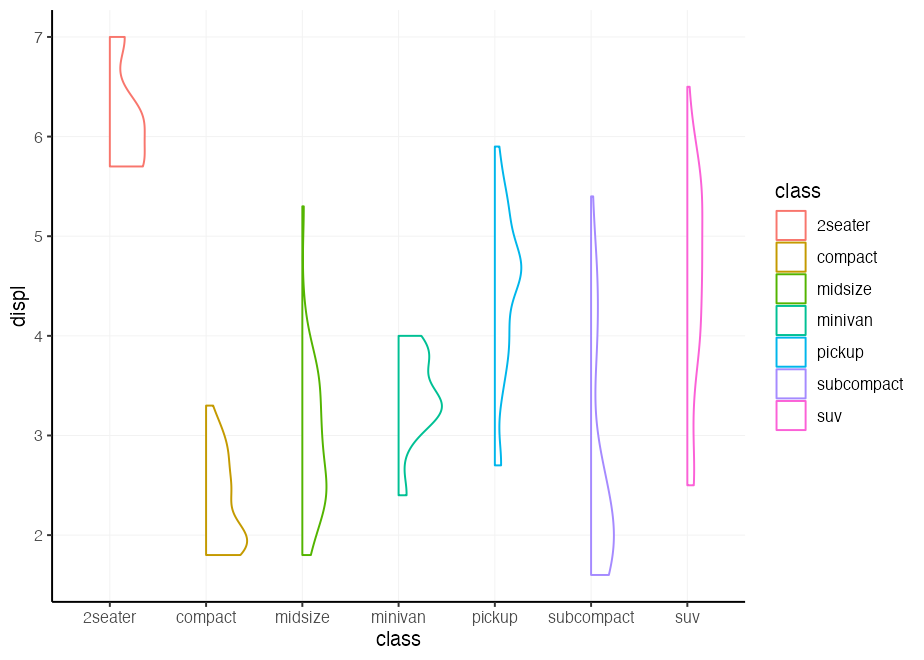 displ
7
6
5
4
3
2
2seater compact midsize minivan pickup subcompact suv
class
class
2seater
compact
midsize
minivan
pickup
subcompact
suv